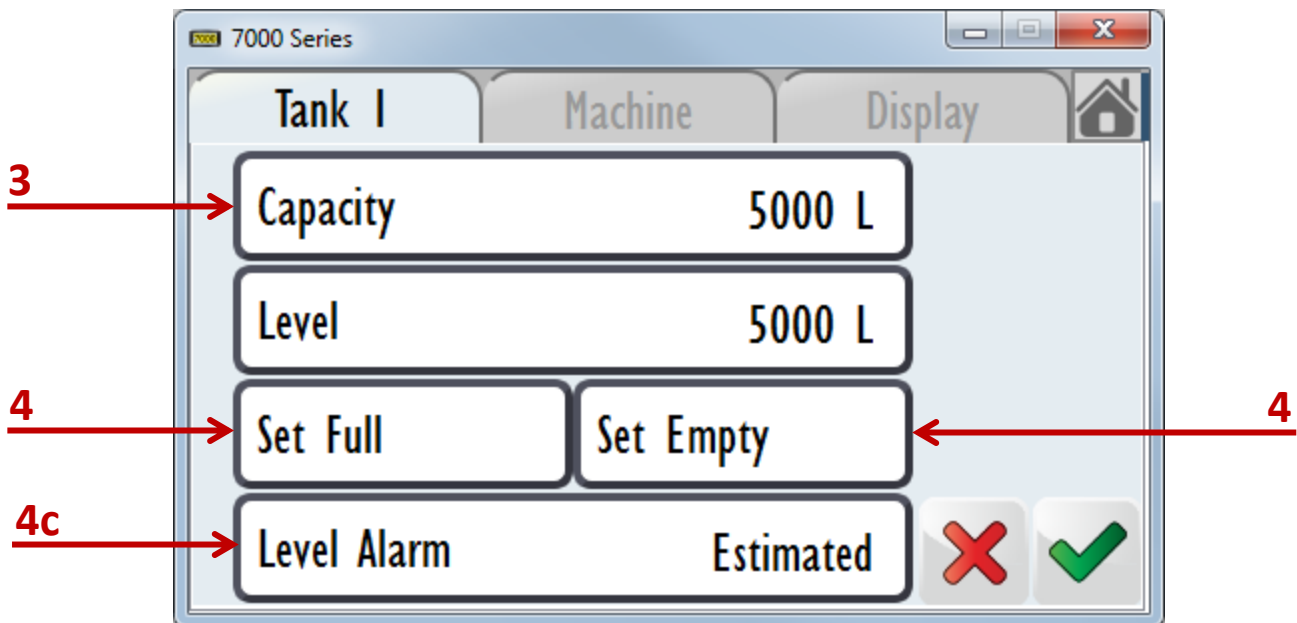 7000 7000 Series
Tank 1 Machine Display
3
Capacity 5000 L
Level 5000 L
4 Set Full Set Empty 4
4c
Level Alarm Estimated